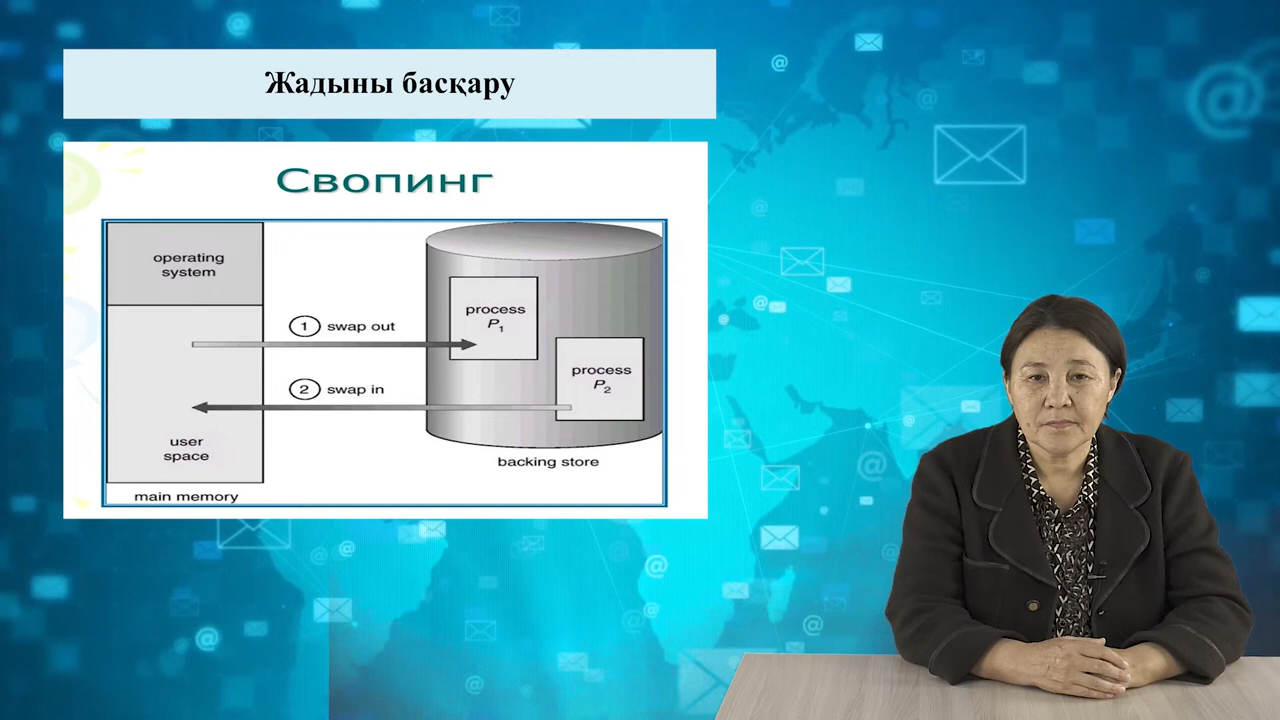 Жадыны басқару
Свопинг
operating
system
1 swap out
process
P1
2 swap in
process
P2
user
space
backing store
main memory